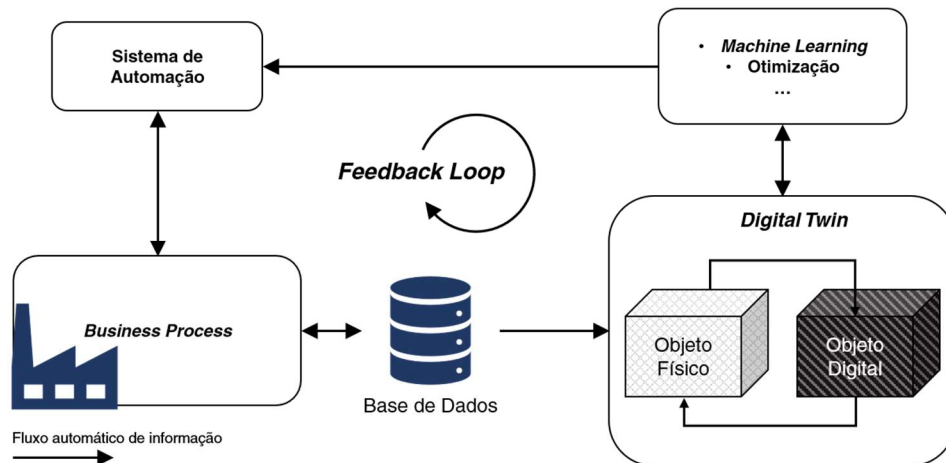 Sistema de
Automação
• Machine Learning
• Otimização
...
Feedback Loop
Digital Twin
Business Process
Objeto
Físico
Objeto
Digital
Base de Dados
Fluxo automático de informação